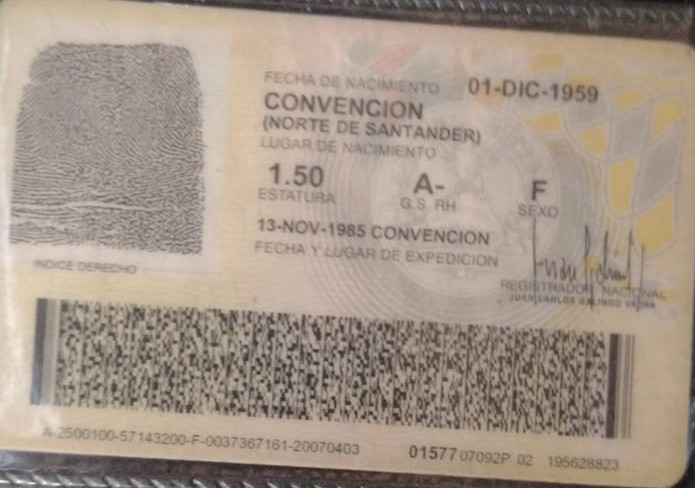 FECHA DE NACIMIENTO 01-DIC-1959
CONVENCION
(NORTE DE SANTANDER)
LUGAR DE NACIMIENTO
1.50 A- F
ESTATURA G.S. RH SEXO
13-NOV-1985 CONVENCION
FECHA Y LUGAR DE EXPEDICION
INDICE DERECHO
REGISTRADOR NACIONAL
JUAN CARLOS GALINDO VACHA
A-2500100-57143200-F-0037367161-20070403 0157707092P 02 195628823